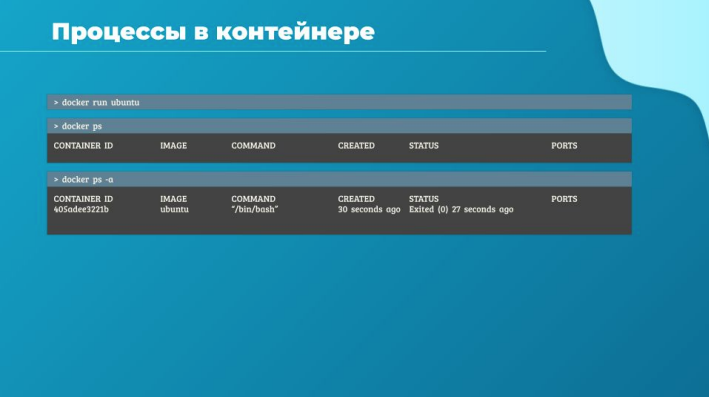 Процессы в контейнере
> docker run ubuntu
> docker ps
CONTAINER ID IMAGE COMMAND CREATED STATUS PORTS
> docker ps -a
CONTAINER ID IMAGE COMMAND CREATED STATUS PORTS
405adee3221b ubuntu "/bin/bash" 30 seconds ago Exited (0) 27 seconds ago